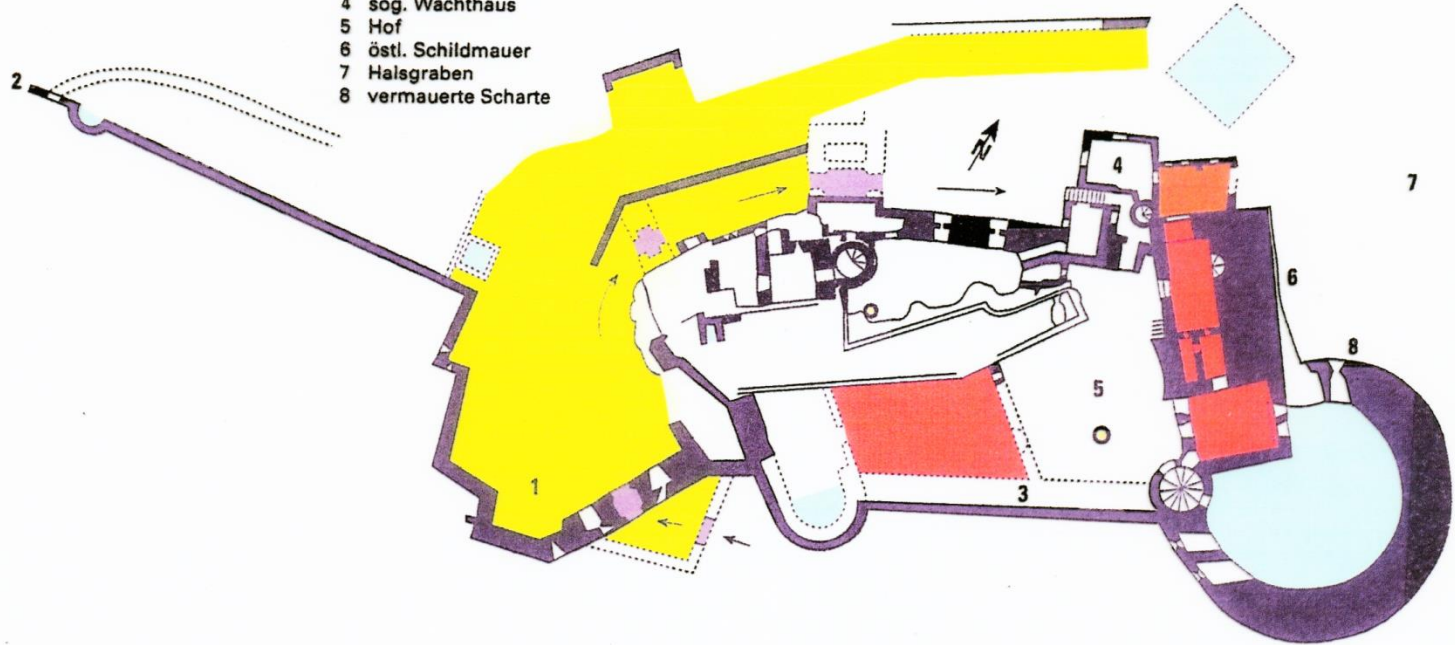 4 sog. Wachthaus
5 Hof
6 östl. Schildmauer
7 Halsgraben
8 vermauerte Scharte
2
N
4
7
6
8
5
1
3